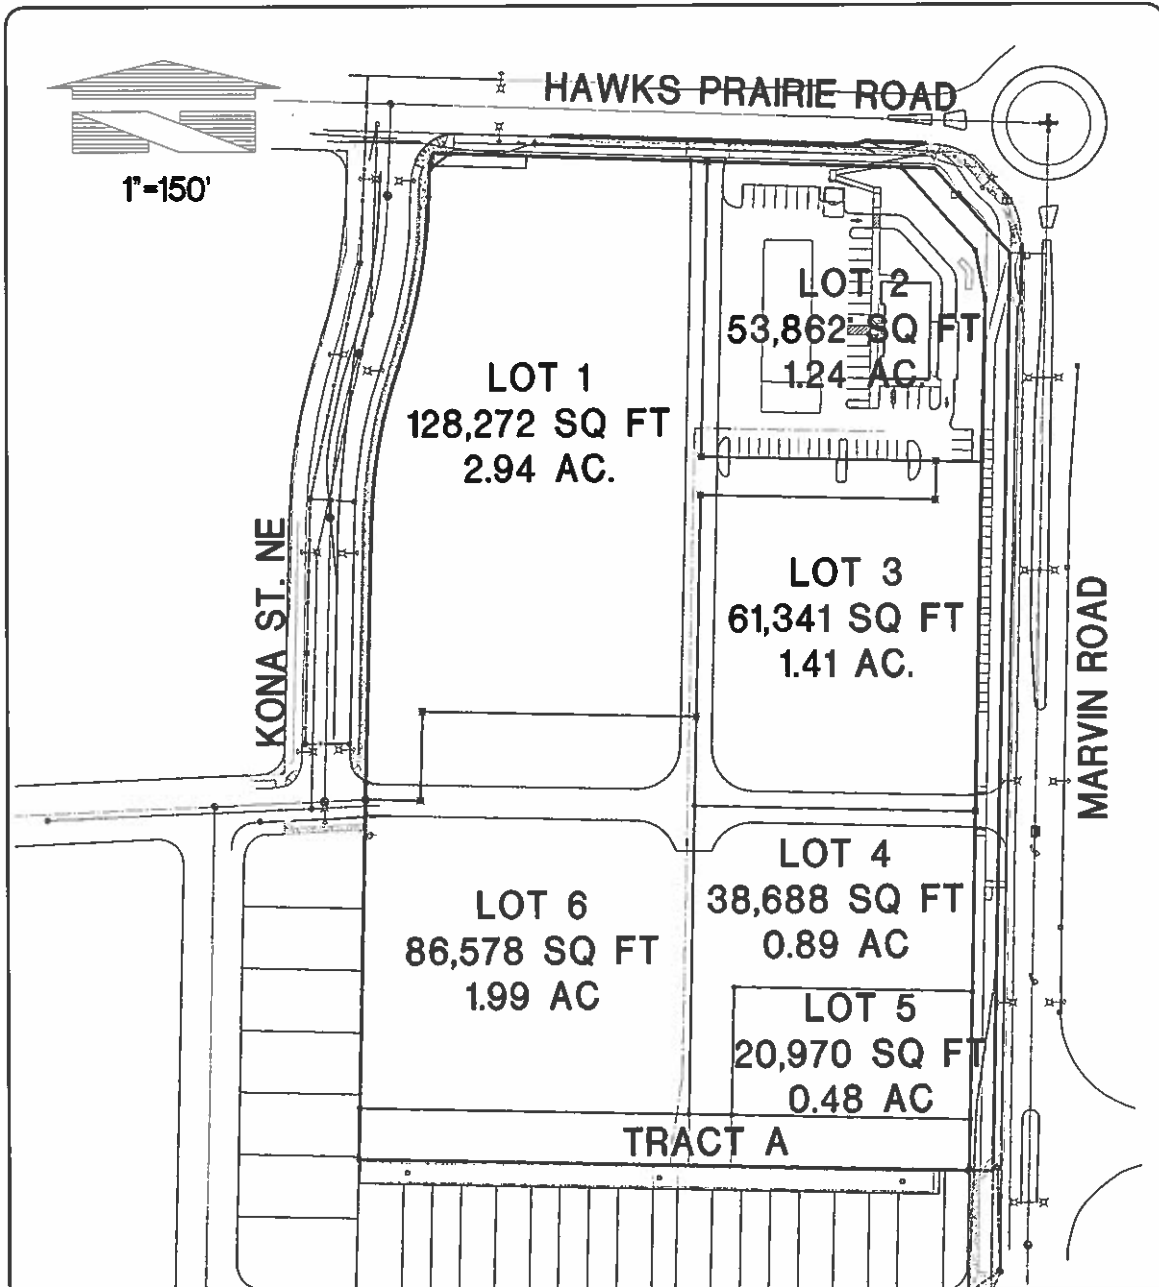 HAWKS PRAIRIE ROAD
1"=150'
LOT 1
128,272 SQ FT
2.94 AC.
LOT 2
53,862 SQ FT
1.24 AC.
KONA ST. NE
LOT 3
61,341 SQ FT
1.41 AC.
MARVIN ROAD
LOT 4
38,688 SQ FT
0.89 AC
LOT 6
86,578 SQ FT
1.99 AC
LOT 5
20,970 SQ FT
0.48 AC
TRACT A